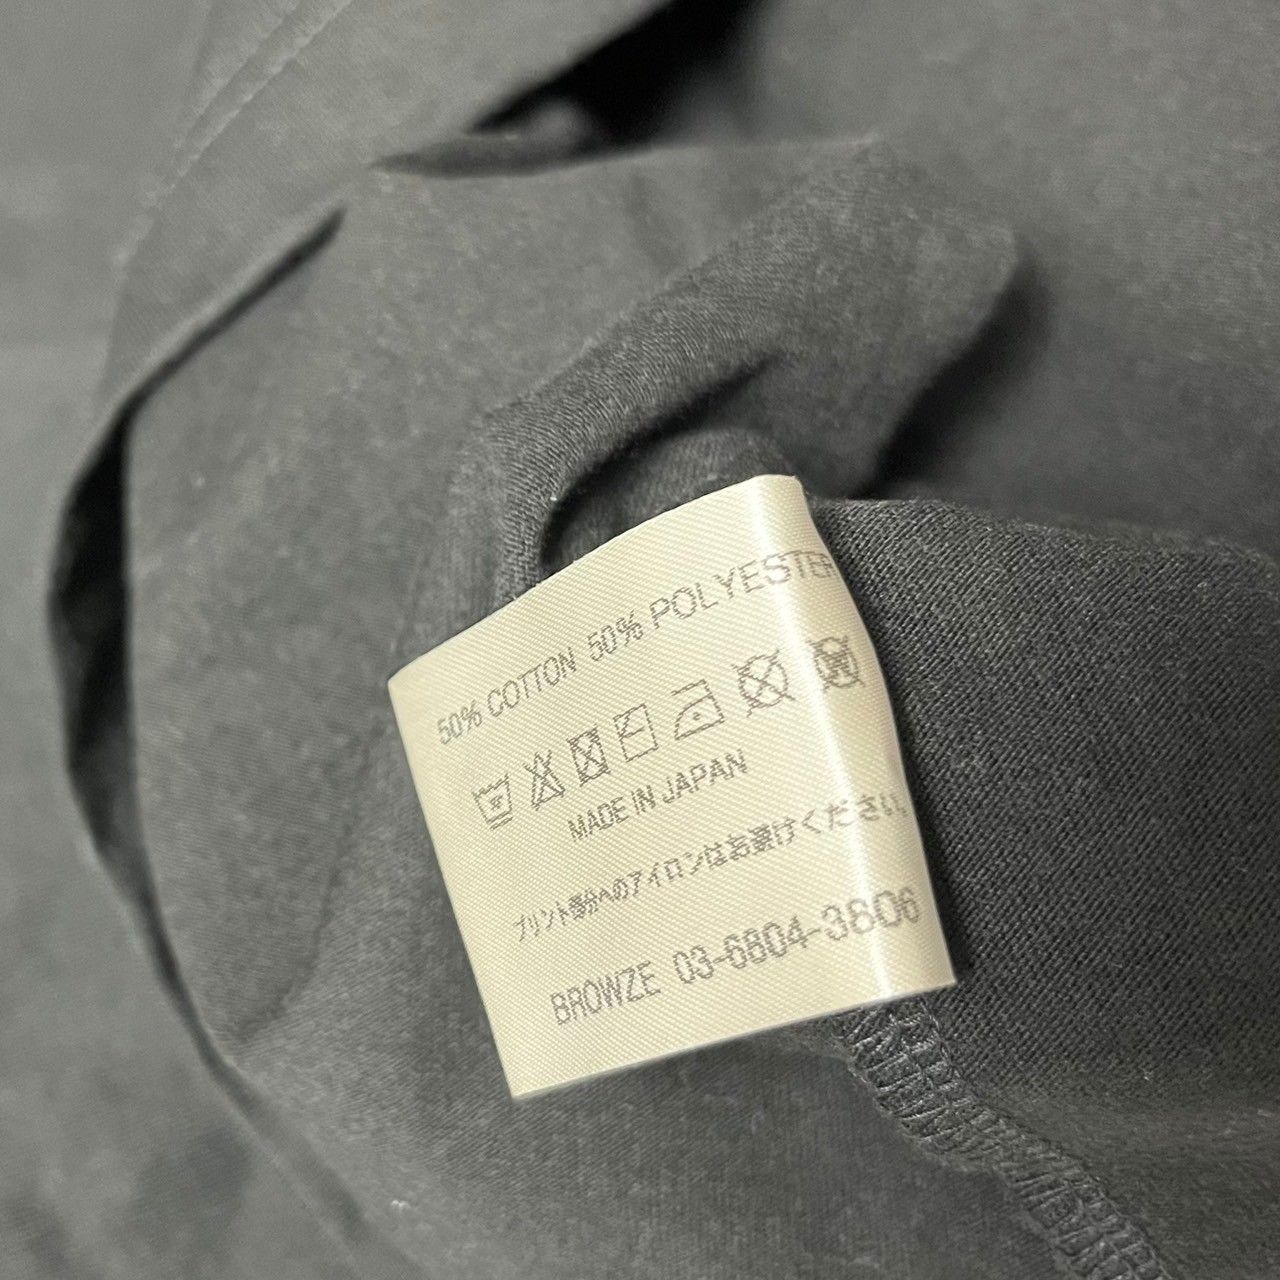 50% COTTON 50% POLYESTER
MADE IN JAPAN
プリント部分へのアイロンはお避けください
BROWZE 03-6804-3806